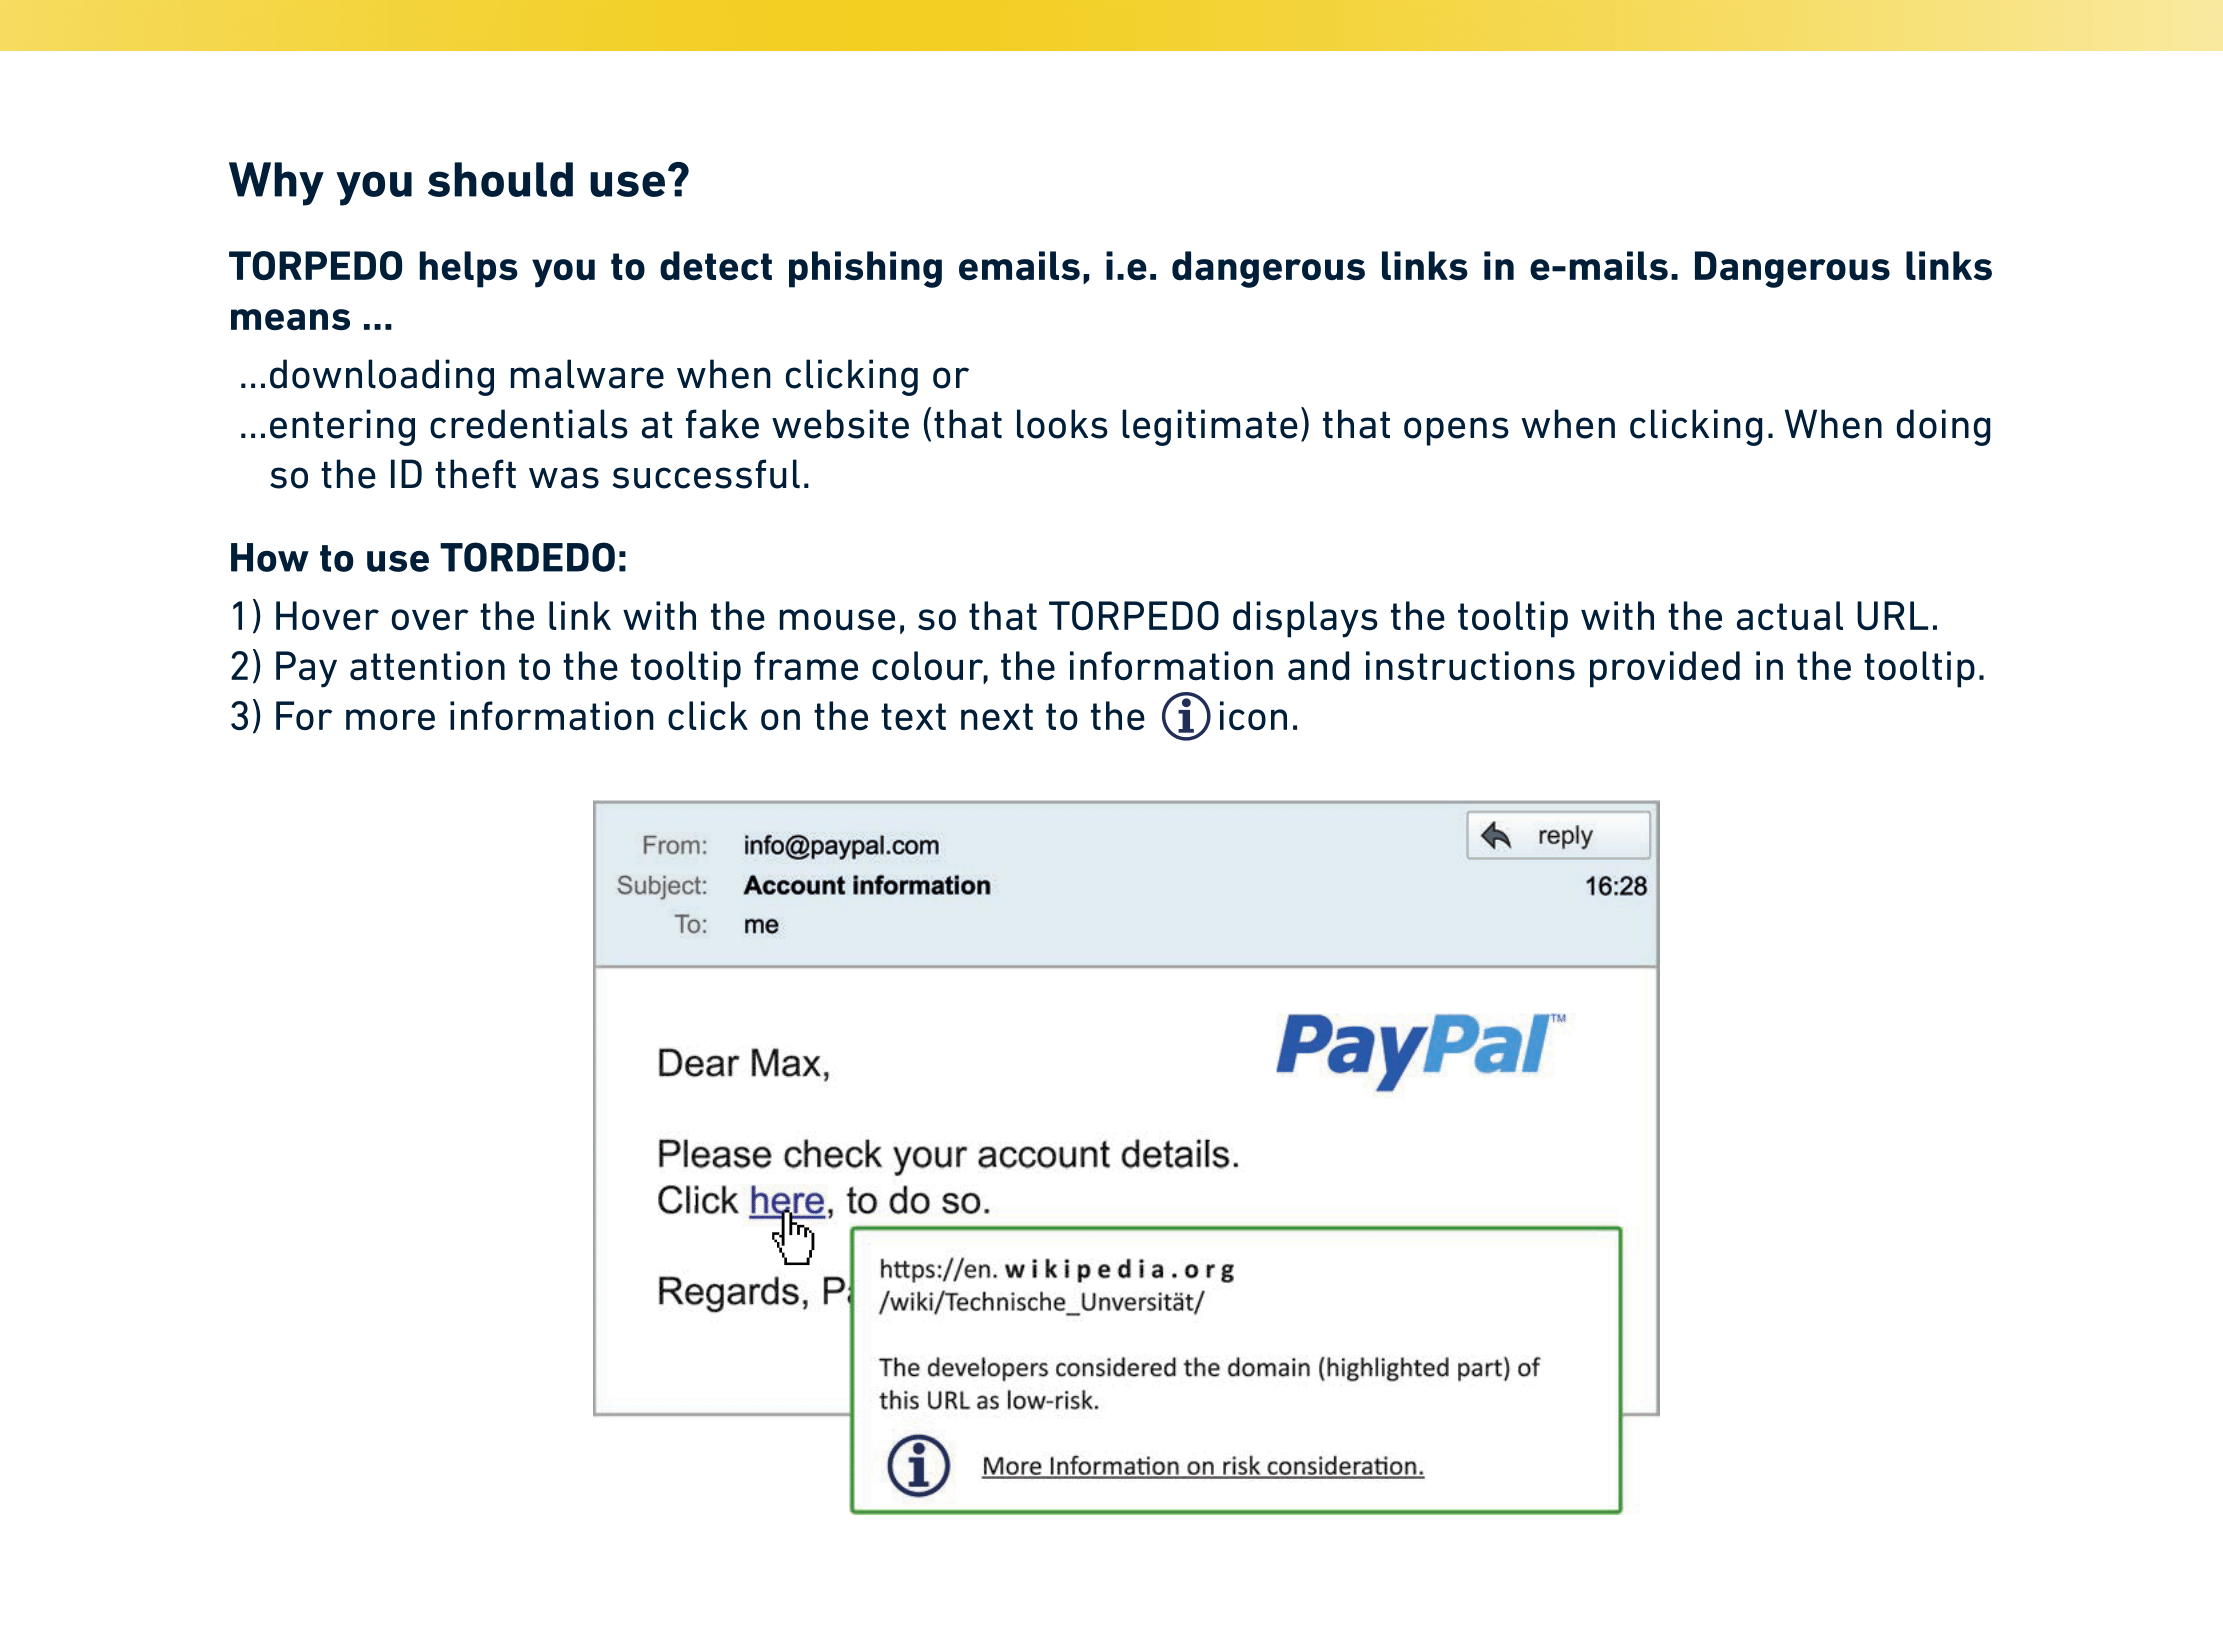 Why you should use?
TORPEDO helps you to detect phishing emails, i.e. dangerous links in e-mails. Dangerous links
means ...
...downloading malware when clicking or
...entering credentials at fake website (that looks legitimate) that opens when clicking. When doing
so the ID theft was successful.
How to use TORDEDO:
1) Hover over the link with the mouse, so that TORPEDO displays the tooltip with the actual URL.
2) Pay attention to the tooltip frame colour, the information and instructions provided in the tooltip.
3) For more information click on the text next to the i icon.
reply
From: info@paypal.com
Subject: Account information 16:28
To: me
PayPal™
Dear Max,
Please check your account details.
Click here, to do so.
Regards, Pa
https://en. wikipedia.org
/wiki/Technische_Unversität/
The developers considered the domain (highlighted part) of
this URL as low-risk.
i More Information on risk consideration.